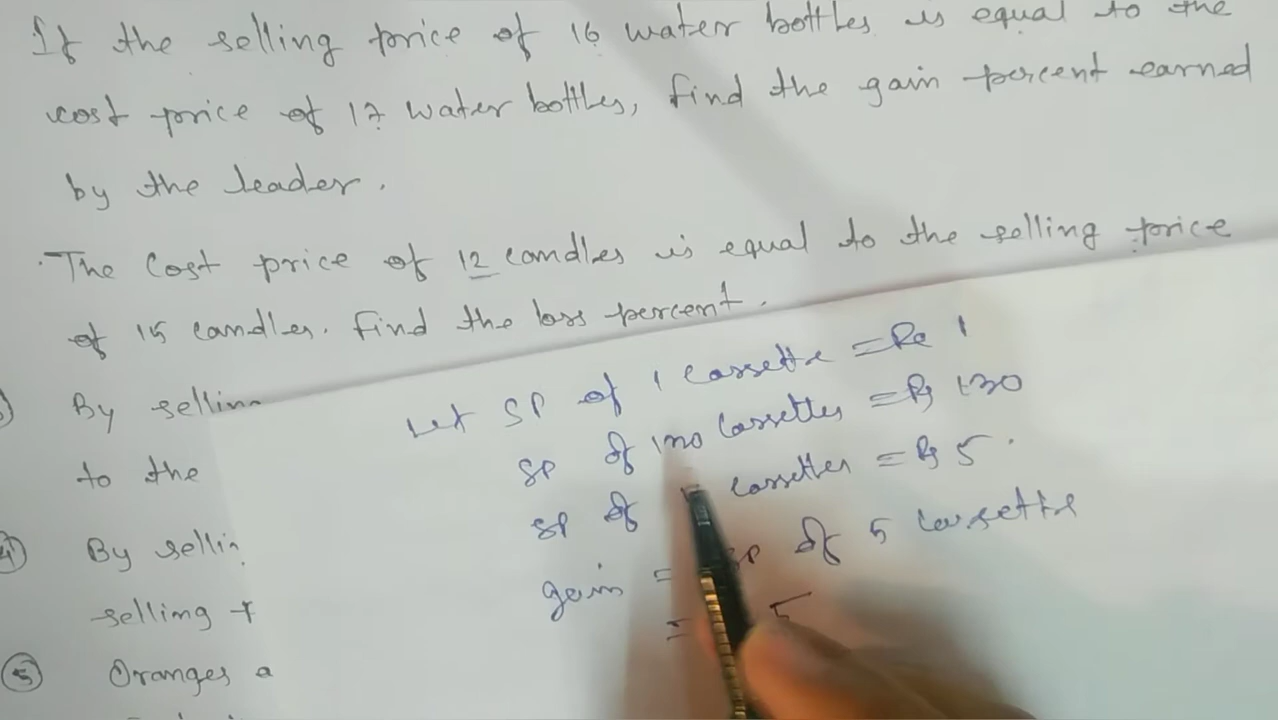 If the selling price of 16 water bottles is equal to the
cost price of 17 water bottles, find the gain percent earned
by the leader.
The cost price of 12 candles is equal to the selling price
of 15 candles. Find the loss percent.
By sellin
to the
④ By sellin
selling
⑤ Oranges a
Let SP of 1 cassette = Re 1
SP of 130 cassettes = Rs 130
SP of cassettes = Rs 5.
gain = SP of 5 cassette
= 5